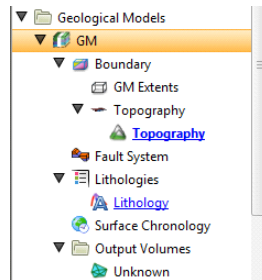 Geological Models
GM
Boundary
GM Extents
Topography
Topography
Fault System
Lithologies
Lithology
Surface Chronology
Output Volumes
Unknown